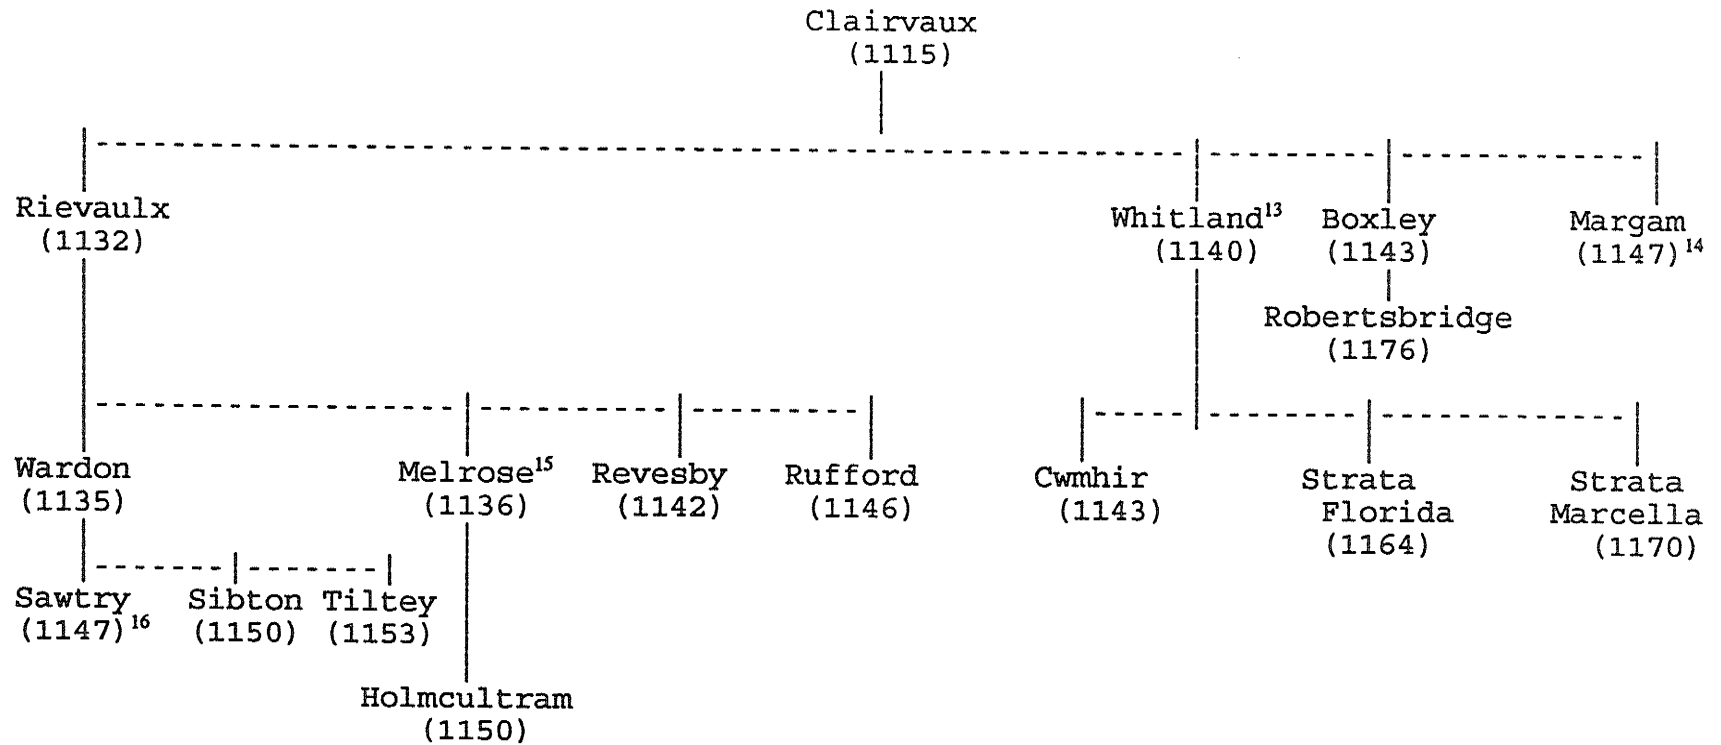 Clairvaux
(1115)
Rievaulx
(1132)
Whitland¹³
(1140)
Boxley
(1143)
Margam
(1147)¹⁴
Robertsbridge
(1176)
Wardon
(1135)
Melrose¹⁵
(1136)
Revesby
(1142)
Rufford
(1146)
Cwmhir
(1143)
Strata
Florida
(1164)
Strata
Marcella
(1170)
Sawtry
(1147)¹⁶
Sibton
(1150)
Tiltey
(1153)
Holmcultram
(1150)